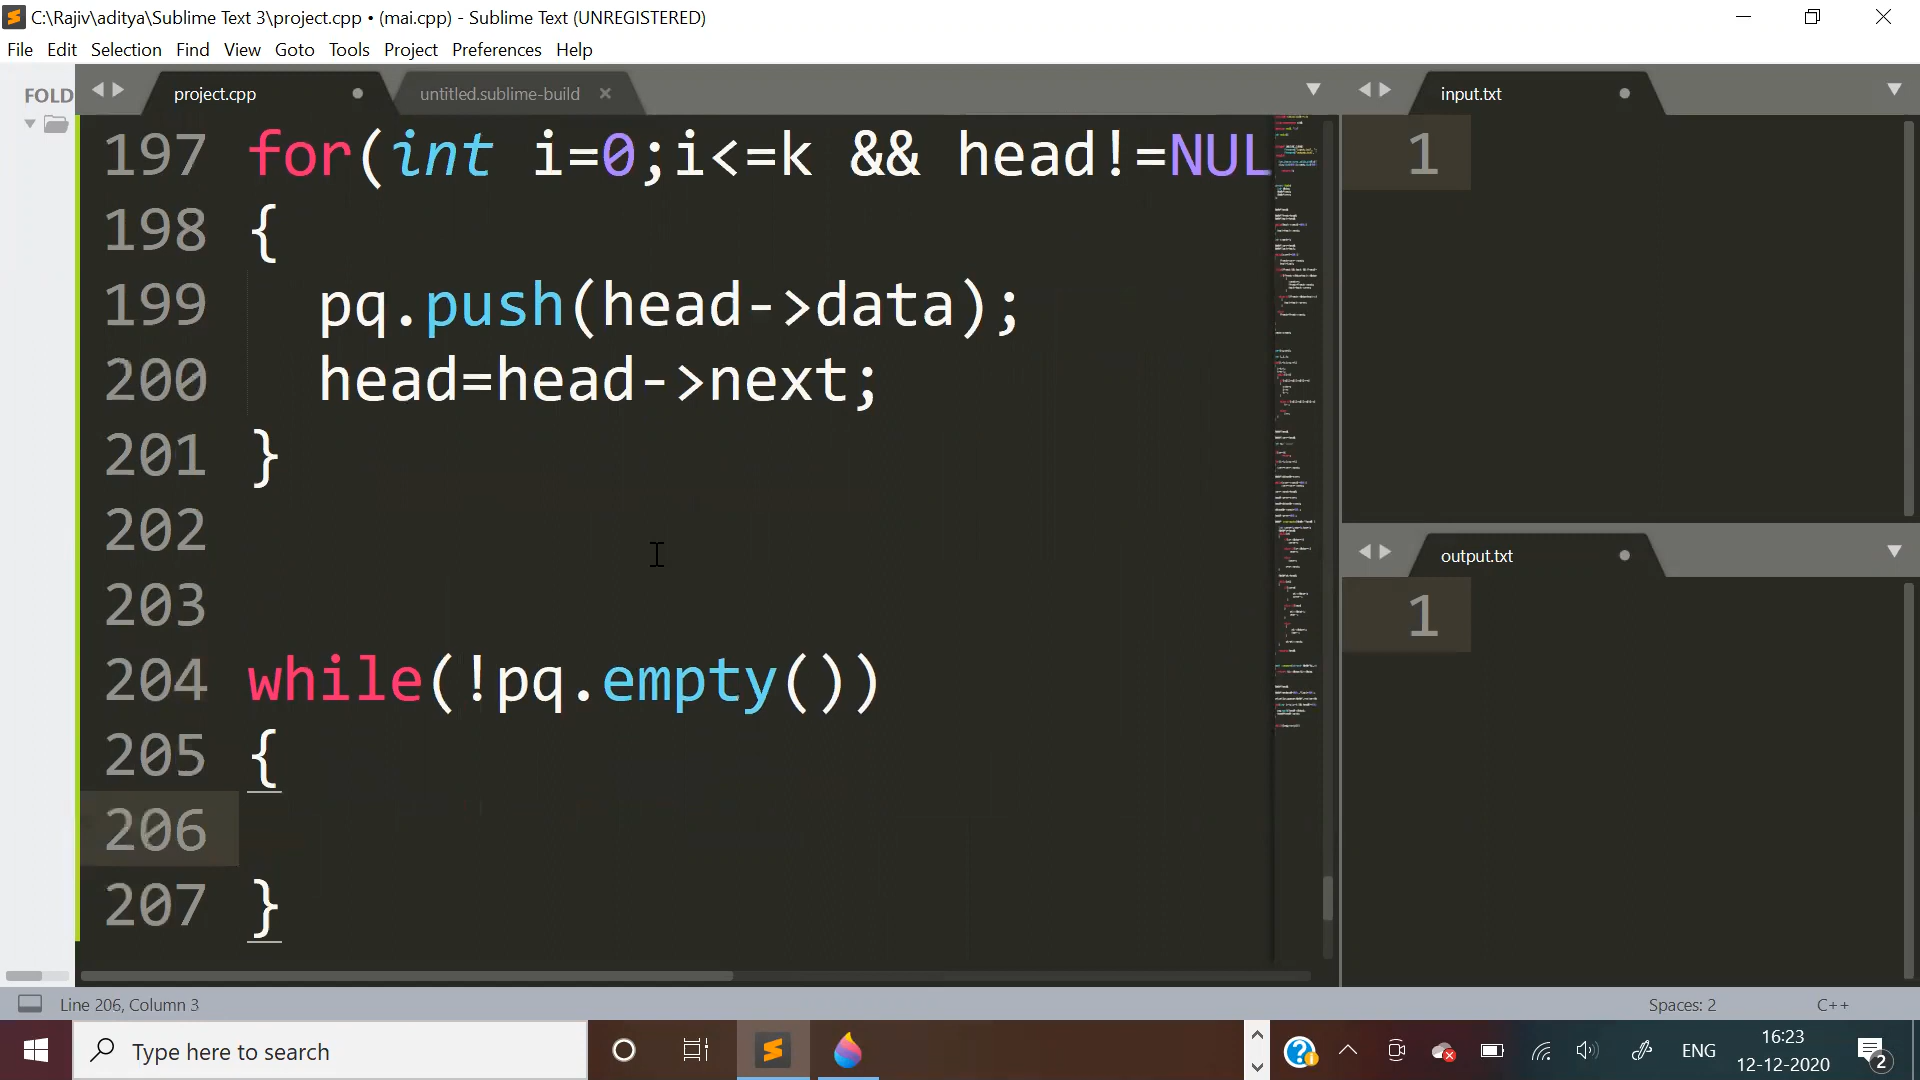 C:\Rajiv\aditya\Sublime Text 3\project.cpp • (mai.cpp) - Sublime Text (UNREGISTERED)
File Edit Selection Find View Goto Tools Project Preferences Help
FOLD
project.cpp
untitled.sublime-build
input.txt
197 for(int i=0;i<=k && head!=NUL
198 {
199 pq.push(head->data);
200 head=head->next;
201 }
202
203
204 while(!pq.empty())
205 {
206
207 }
1
output.txt
1
Line 206, Column 3
Spaces: 2
C++
Type here to search
ENG
16:23
12-12-2020
2